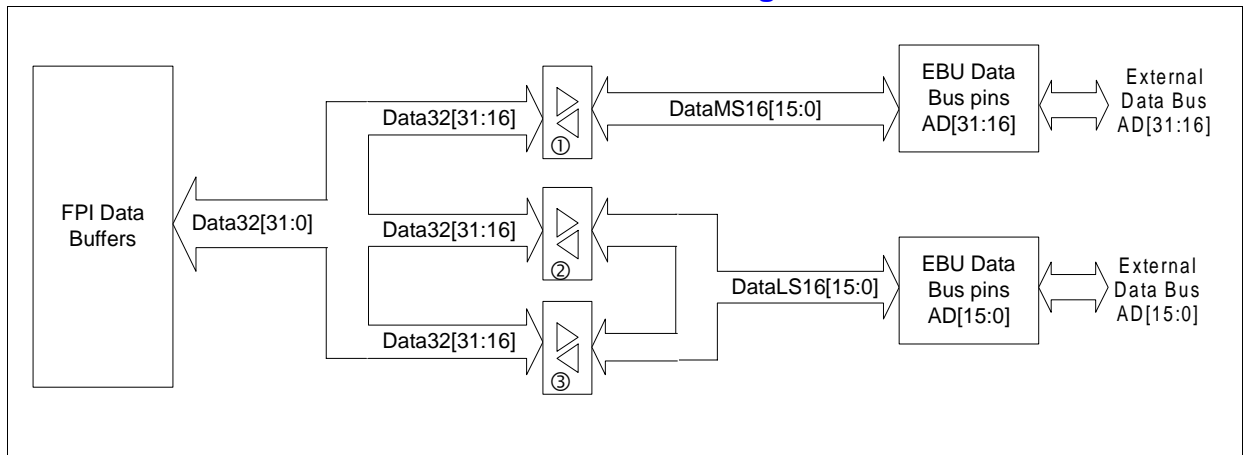 FPI Data
Buffers
Data32[31:0]
Data32[31:16]
①
DataMS16[15:0]
EBU Data
Bus pins
AD[31:16]
External
Data Bus
AD[31:16]
Data32[31:16]
②
Data32[31:16]
③
DataLS16[15:0]
EBU Data
Bus pins
AD[15:0]
External
Data Bus
AD[15:0]